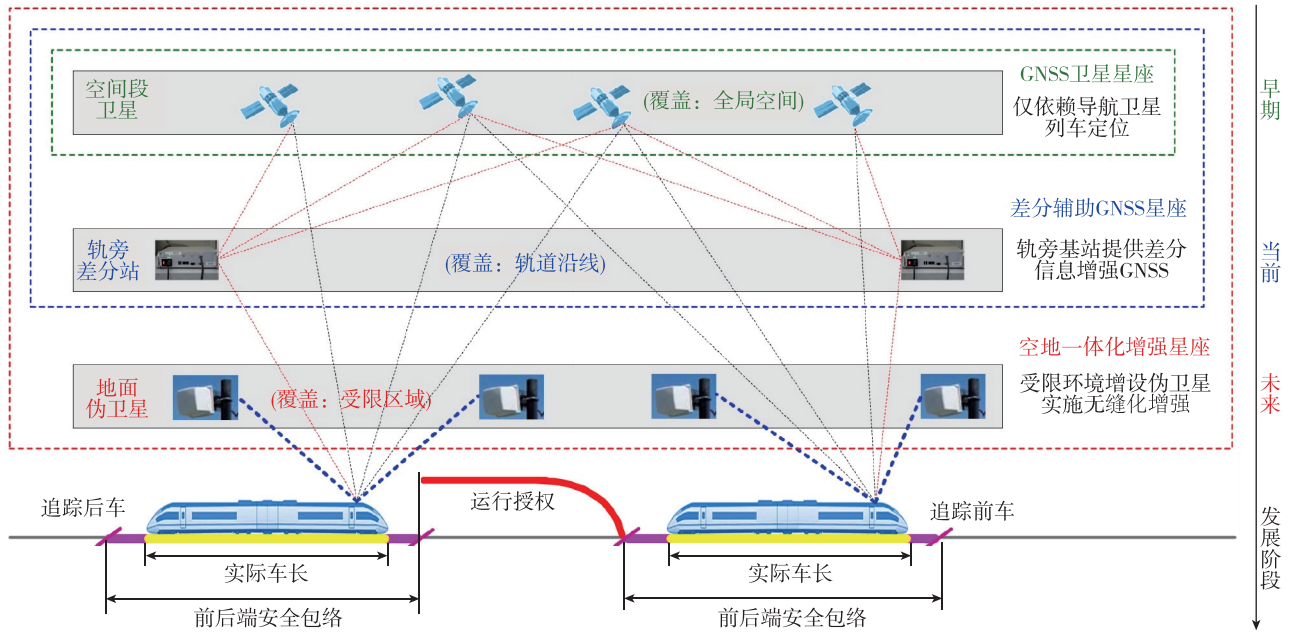 空间段
卫星
(覆盖：全局空间)
GNSS卫星星座
仅依赖导航卫星
列车定位
早期
差分辅助GNSS星座
轨旁
差分站
(覆盖：轨道沿线)
轨旁基站提供差分
信息增强GNSS
当前
空地一体化增强星座
地面
伪卫星
(覆盖：受限区域)
受限环境增设伪卫星
实施无缝化增强
未来
追踪后车
运行授权
追踪前车
发展阶段
实际车长
实际车长
前后端安全包络
前后端安全包络